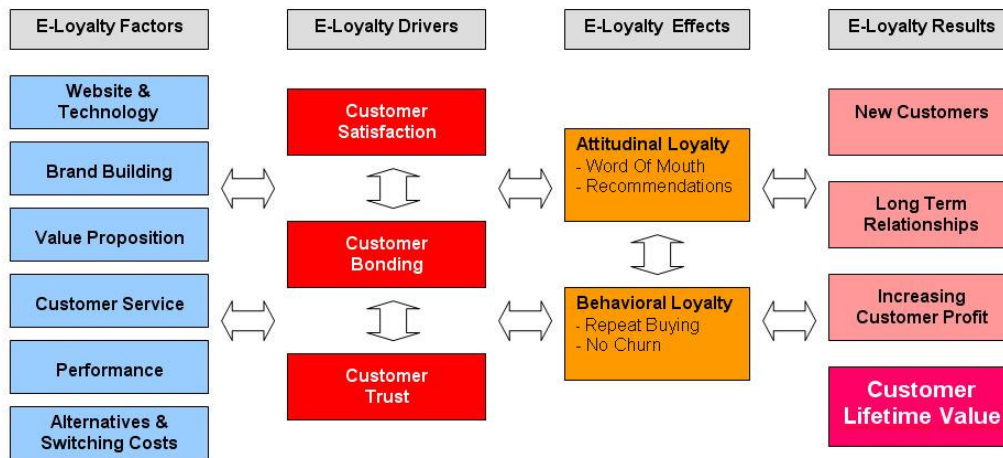 E-Loyalty Factors
E-Loyalty Drivers
E-Loyalty Effects
E-Loyalty Results
Website &
Technology
Brand Building
Value Proposition
Customer Service
Performance
Alternatives &
Switching Costs
Customer
Satisfaction
Customer
Bonding
Customer
Trust
Attitudinal Loyalty
- Word Of Mouth
- Recommendations
Behavioral Loyalty
- Repeat Buying
- No Churn
New Customers
Long Term
Relationships
Increasing
Customer Profit
Customer
Lifetime Value